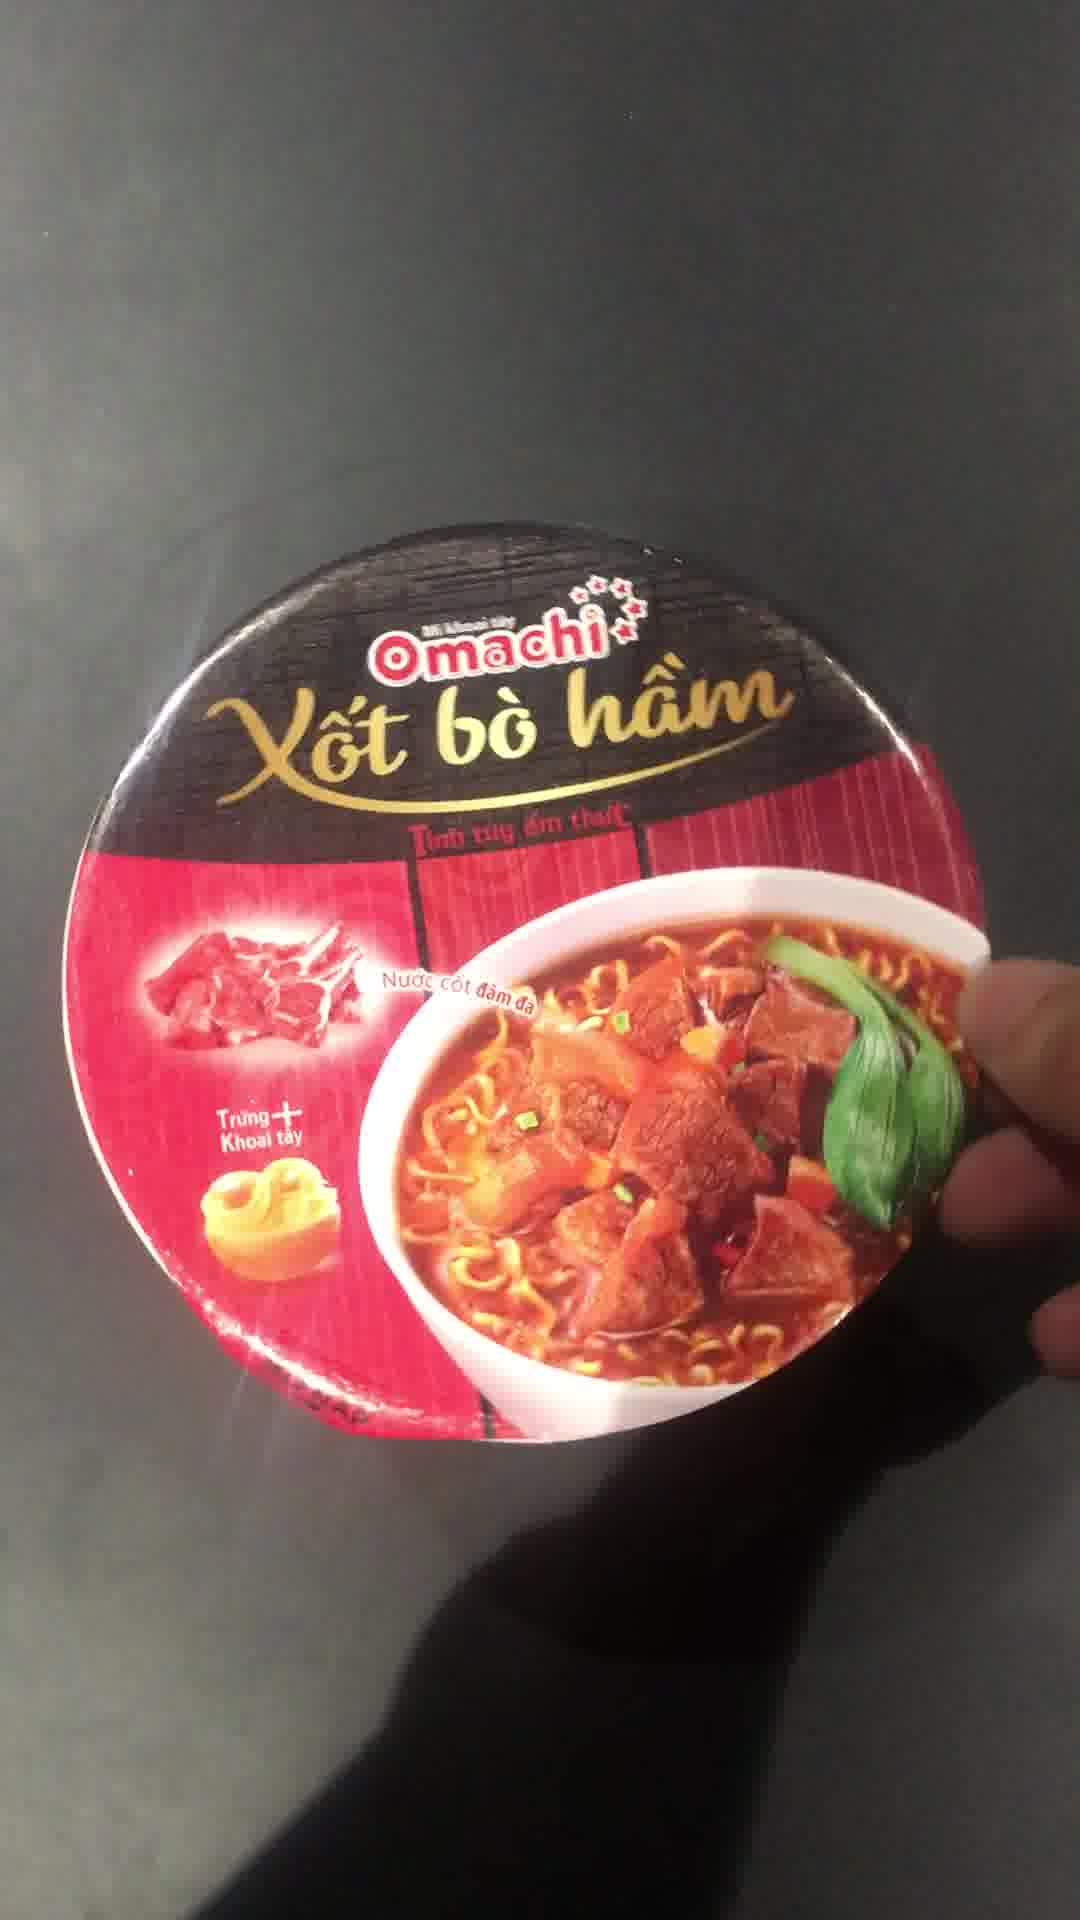 Mì khoai tây
Omachi
Xốt bò hầm
Tinh túy ẩm thực
Nước cốt đậm đà
Trứng +
Khoai tây